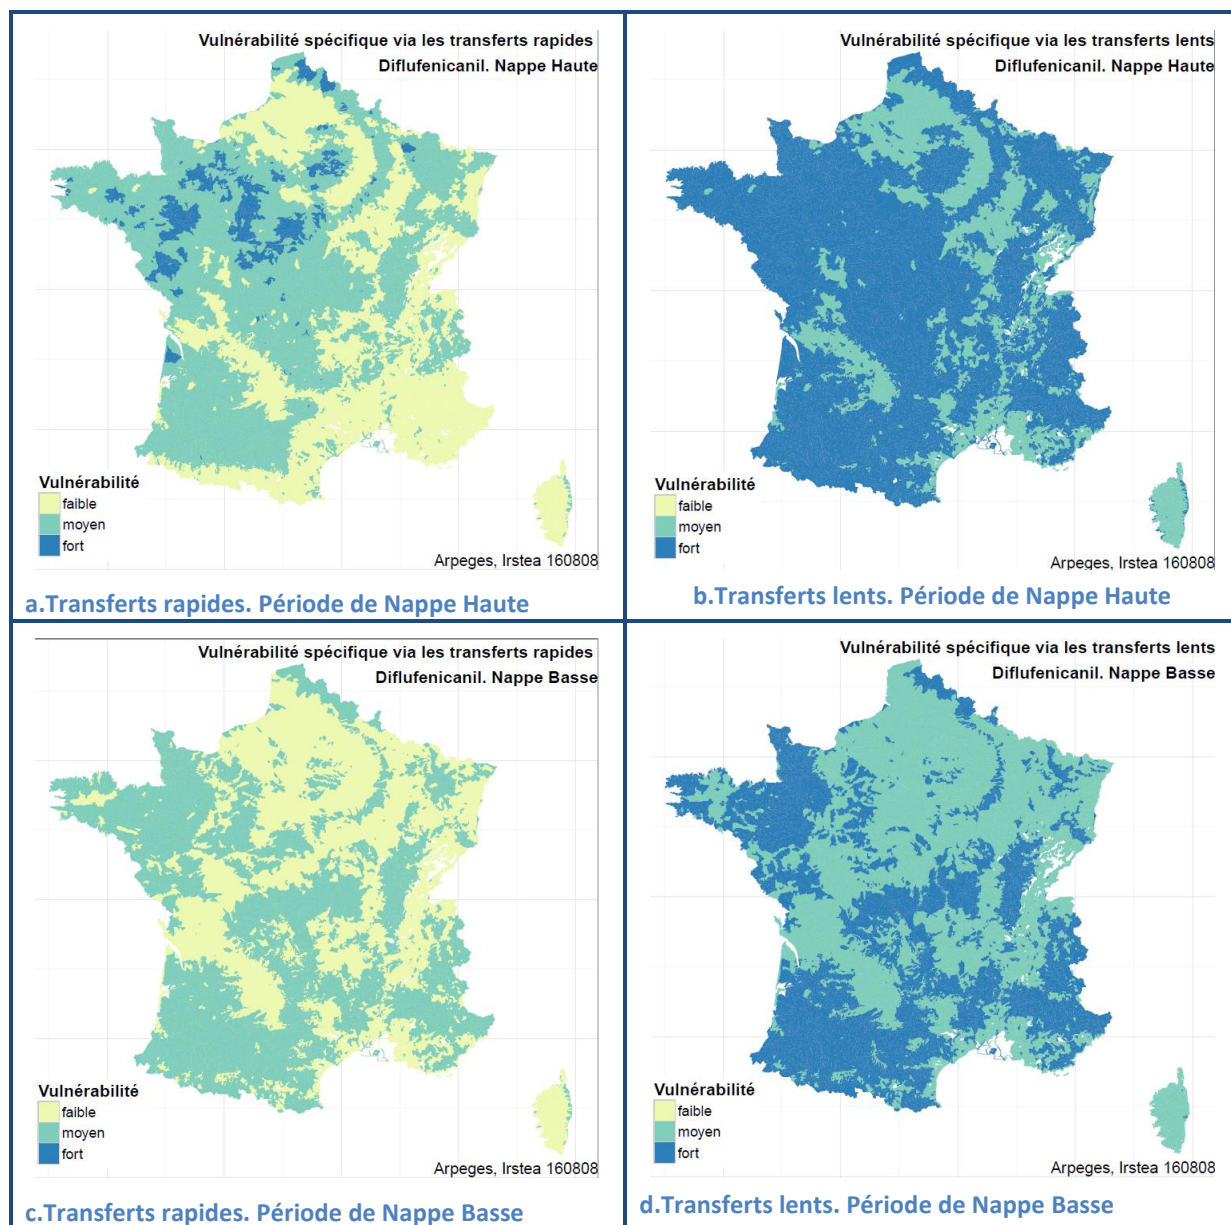 Vulnérabilité spécifique via les transferts rapides
Diflufenicanil. Nappe Haute
Vulnérabilité
faible
moyen
fort
Arpeges, Irstea 160808
a.Transferts rapides. Période de Nappe Haute
Vulnérabilité spécifique via les transferts lents
Diflufenicanil. Nappe Haute
Vulnérabilité
faible
moyen
fort
Arpeges, Irstea 160808
b.Transferts lents. Période de Nappe Haute
Vulnérabilité spécifique via les transferts rapides
Diflufenicanil. Nappe Basse
Vulnérabilité
faible
moyen
fort
Arpeges, Irstea 160808
c.Transferts rapides. Période de Nappe Basse
Vulnérabilité spécifique via les transferts lents
Diflufenicanil. Nappe Basse
Vulnérabilité
faible
moyen
fort
Arpeges, Irstea 160808
d.Transferts lents. Période de Nappe Basse